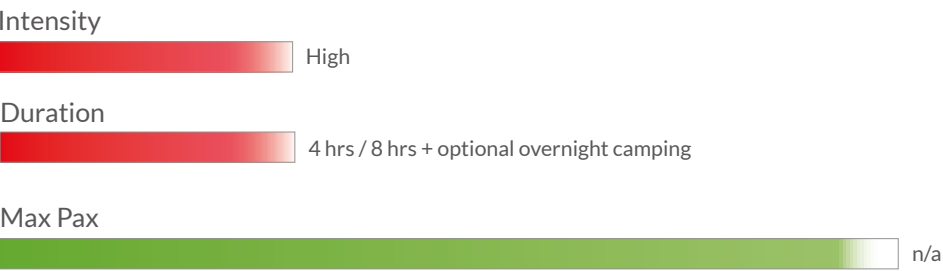 Intensity
High
Duration
4 hrs / 8 hrs + optional overnight camping
Max Pax
n/a